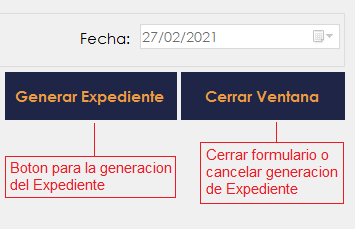 Fecha: 27/02/2021
Generar Expediente Cerrar Ventana
Boton para la generacion
del Expediente
Cerrar formulario o
cancelar generacion
de Expediente